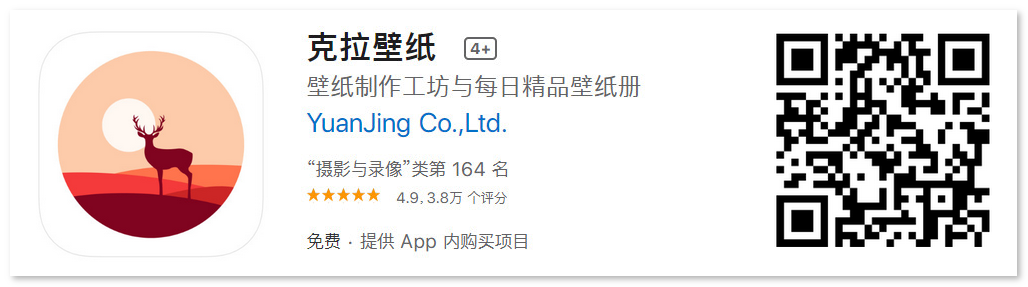 克拉壁纸 4+
壁纸制作工坊与每日精品壁纸册
YuanJing Co.,Ltd.
“摄影与录像”类第 164 名
★★★★★ 4.9, 3.8万 个评分
免费 · 提供 App 内购买项目